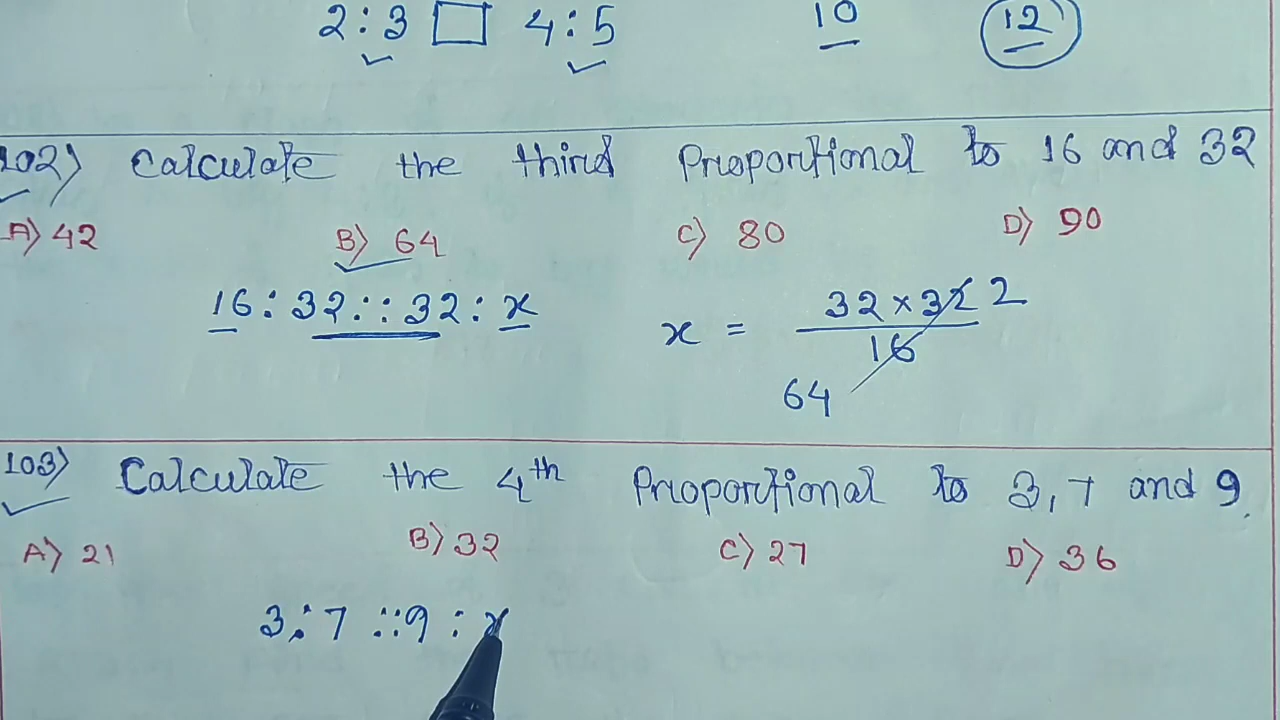 2 : 3 □ 4 : 5 10 12
102) Calculate the third Proportional to 16 and 32
A) 42 B) 64 C) 80 D) 90
16 : 32 :: 32 : x x = 32 × 32 2
16
64
103) Calculate the 4th Proportional to 3, 7 and 9.
A) 21 B) 32 C) 27 D) 36
3 : 7 :: 9 : x